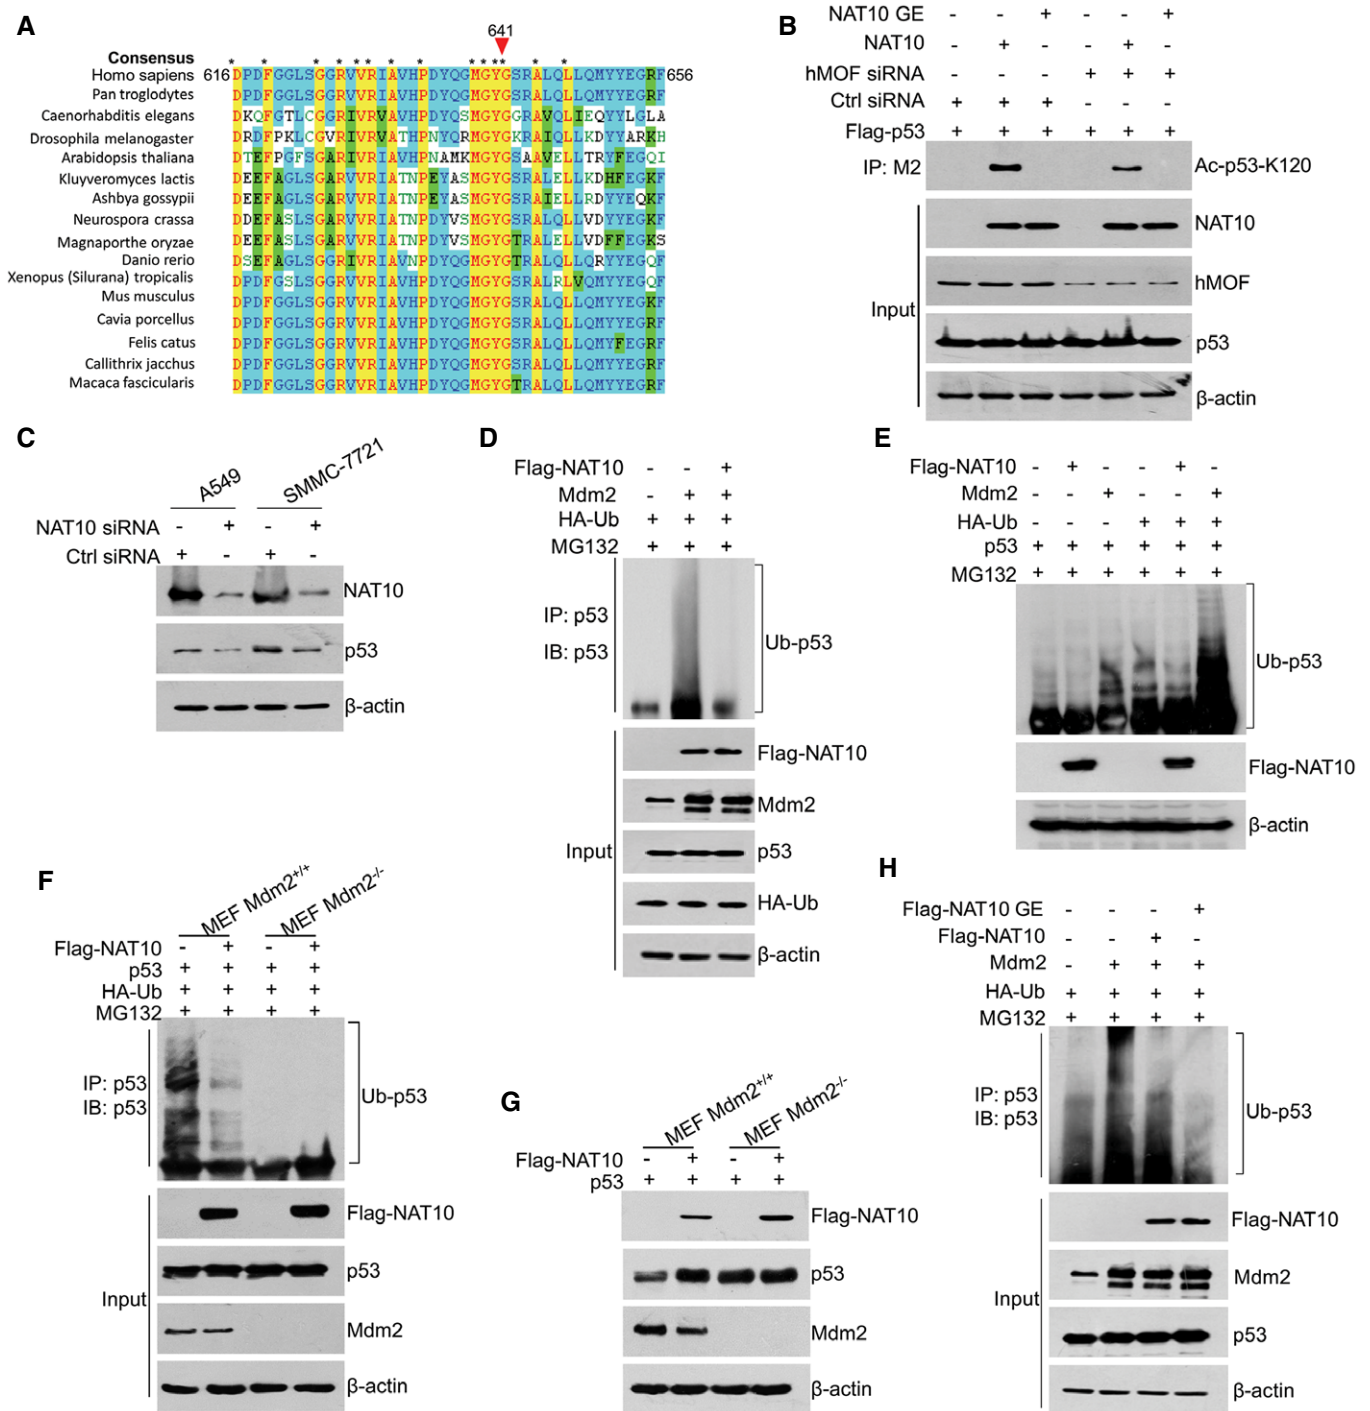 A
641
Consensus
Homo sapiens 616 DPDFGGLSGGRVVRIAVHPDYQGMGYGSRALQLLQMYYEGRF 656
Pan troglodytes
Caenorhabditis elegans
Drosophila melanogaster
Arabidopsis thaliana
Kluyveromyces lactis
Ashbya gossypii
Neurospora crassa
Magnaporthe oryzae
Danio rerio
Xenopus (Silurana) tropicalis
Mus musculus
Cavia porcellus
Felis catus
Callithrix jacchus
Macaca fascicularis
B
NAT10 GE - - + - - +
NAT10 - + - - + -
hMOF siRNA - - - + + +
Ctrl siRNA + + + - - -
Flag-p53 + + + + + +
IP: M2 Ac-p53-K120
NAT10
hMOF
Input
p53
β-actin
C
A549 SMMC-7721
NAT10 siRNA - + - +
Ctrl siRNA + - + -
NAT10
p53
β-actin
D
Flag-NAT10 - - +
Mdm2 - + +
HA-Ub + + +
MG132 + + +
IP: p53
IB: p53
Ub-p53
Flag-NAT10
Mdm2
Input
p53
HA-Ub
β-actin
E
Flag-NAT10 - + - - + -
Mdm2 - - + - - +
HA-Ub - - - + + +
p53 + + + + + +
MG132 + + + + + +
Ub-p53
Flag-NAT10
β-actin
F
MEF Mdm2+/+ MEF Mdm2-/-
Flag-NAT10 - + - +
p53 + + + +
HA-Ub + + + +
MG132 + + + +
IP: p53
IB: p53
Ub-p53
Flag-NAT10
p53
Input
Mdm2
β-actin
G
MEF Mdm2+/+ MEF Mdm2-/-
Flag-NAT10 - + - +
p53 + + + +
Flag-NAT10
p53
Mdm2
β-actin
H
Flag-NAT10 GE - - - +
Flag-NAT10 - - + -
Mdm2 - + + +
HA-Ub + + + +
MG132 + + + +
IP: p53
IB: p53
Ub-p53
Flag-NAT10
Mdm2
Input
p53
β-actin